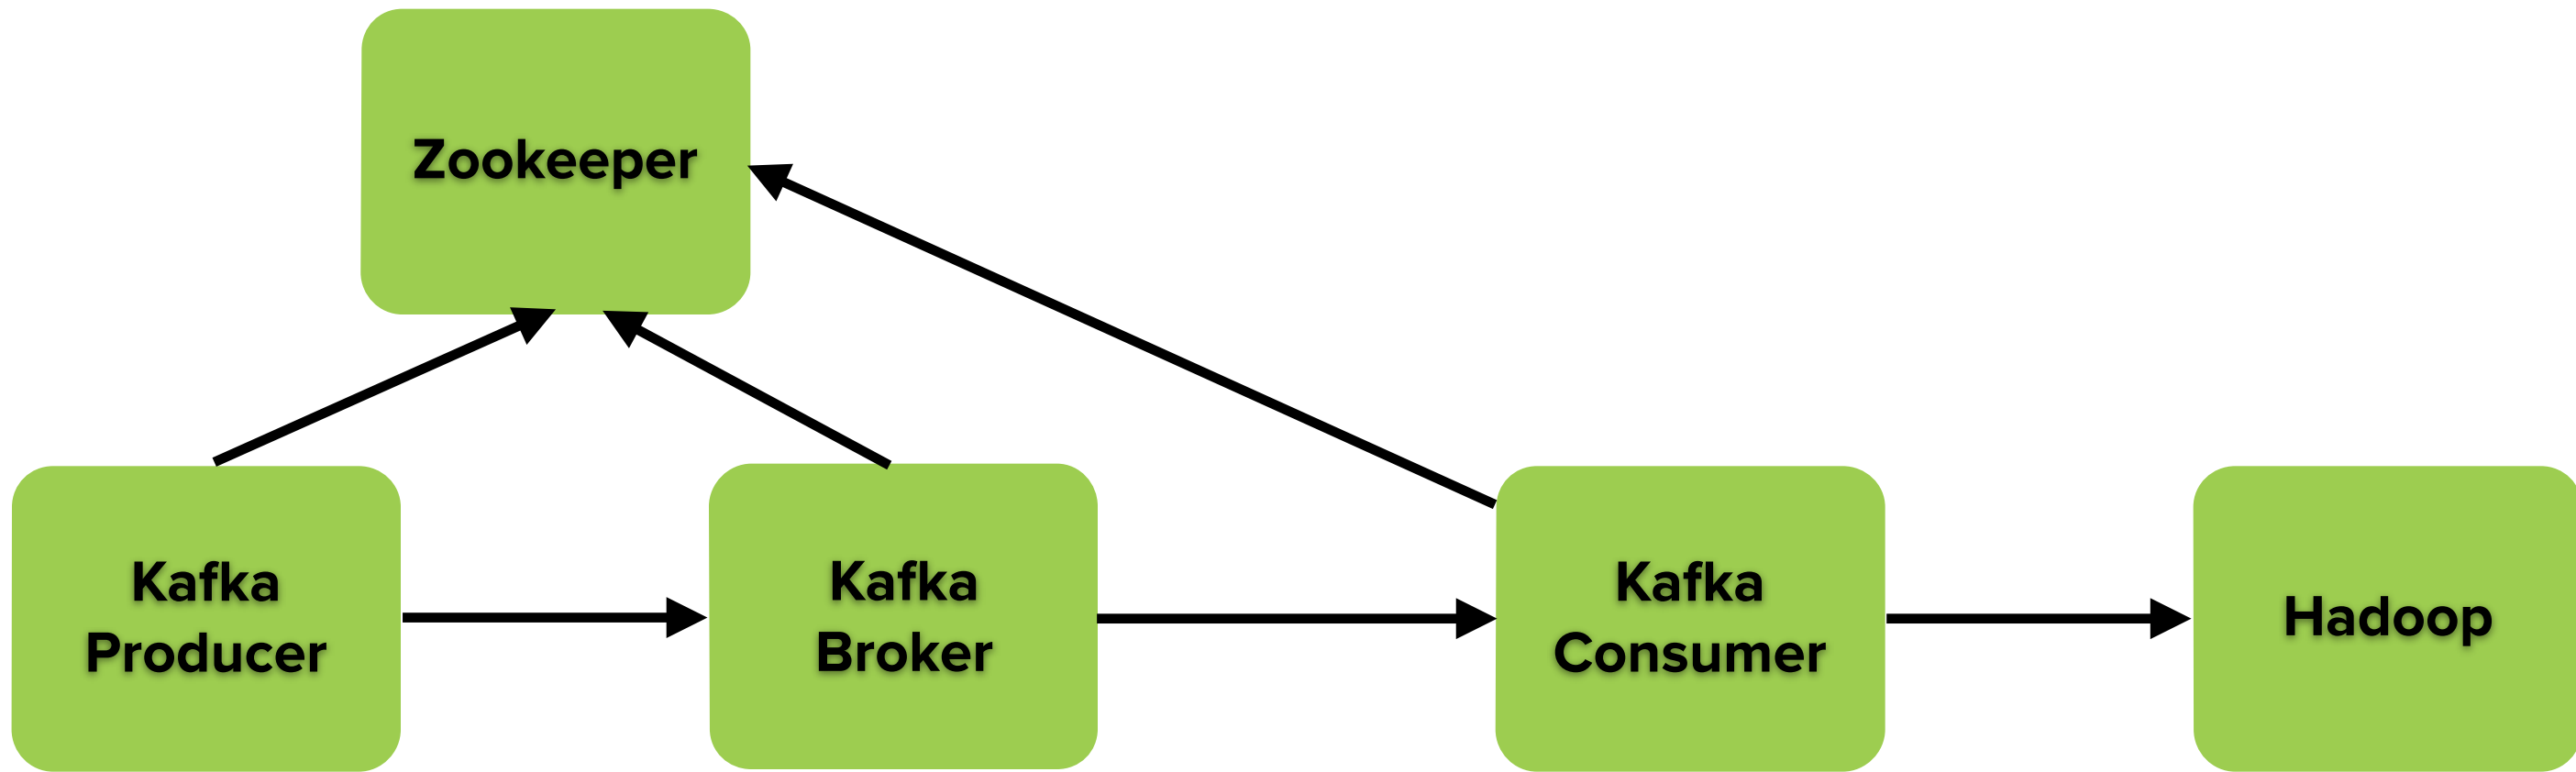 Zookeeper
Kafka
Producer
Kafka
Broker
Kafka
Consumer
Hadoop